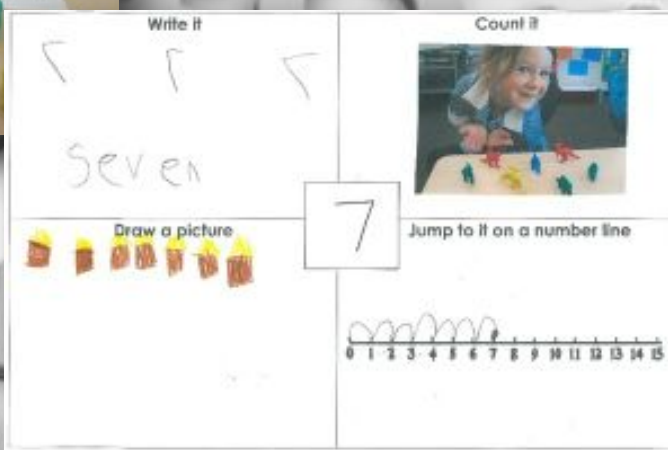 Write it
Count it
7 7 7
seven
7
Draw a picture
Jump to it on a number line
0 1 2 3 4 5 6 7 8 9 10 11 12 13 14 15